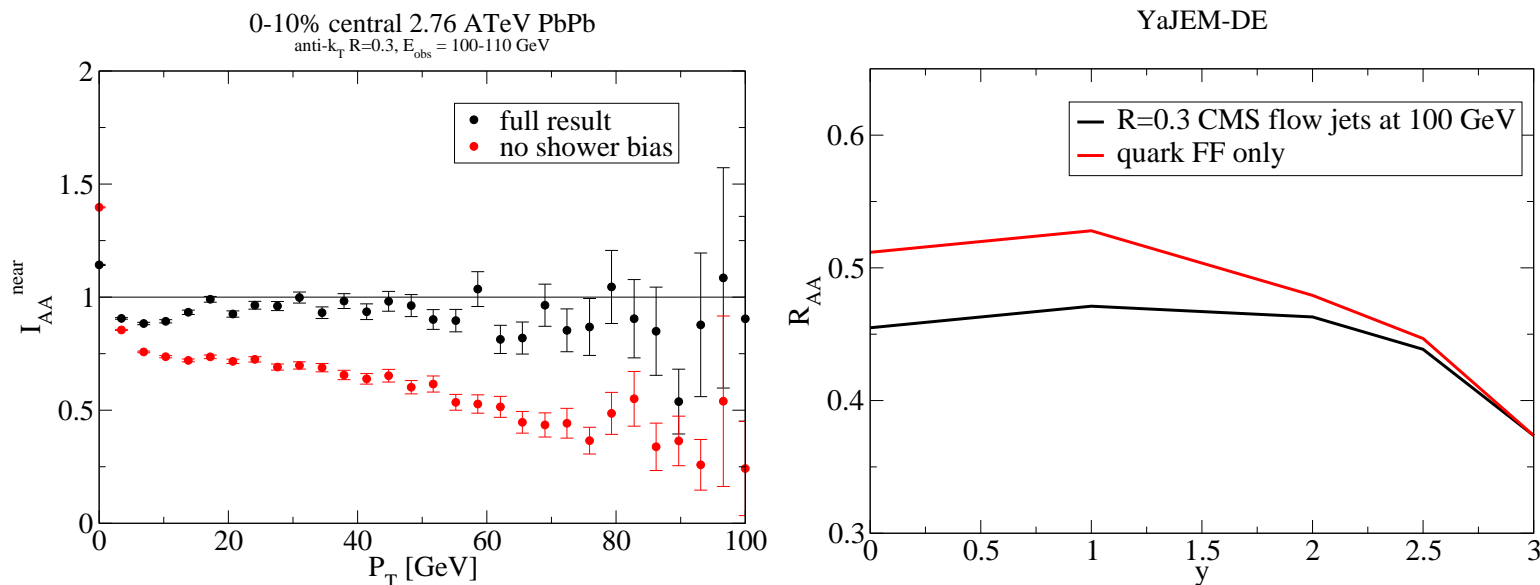 0-10% central 2.76 ATeV PbPb
anti-k_T R=0.3, E_obs = 100-110 GeV
full result
no shower bias
2
1.5
1
0.5
0
I_AA^near
0
20
40
60
80
100
P_T [GeV]
YaJEM-DE
R=0.3 CMS flow jets at 100 GeV
quark FF only
0.6
0.5
0.4
0.3
R_AA
0
0.5
1
1.5
2
2.5
3
y